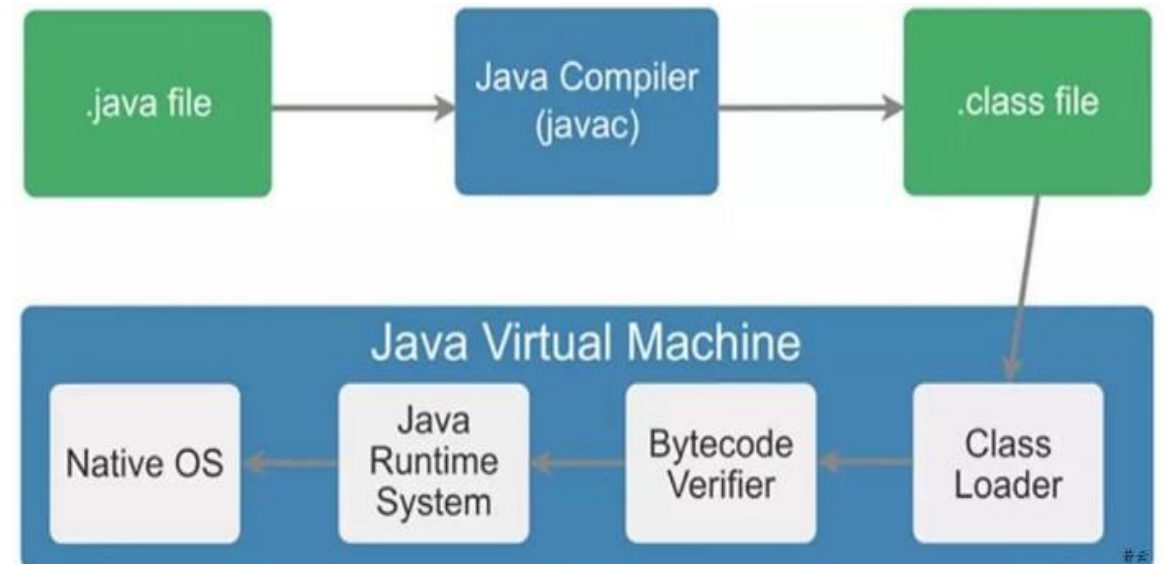 .java file
Java Compiler
(javac)
.class file
Java Virtual Machine
Native OS
Java
Runtime
System
Bytecode
Verifier
Class
Loader